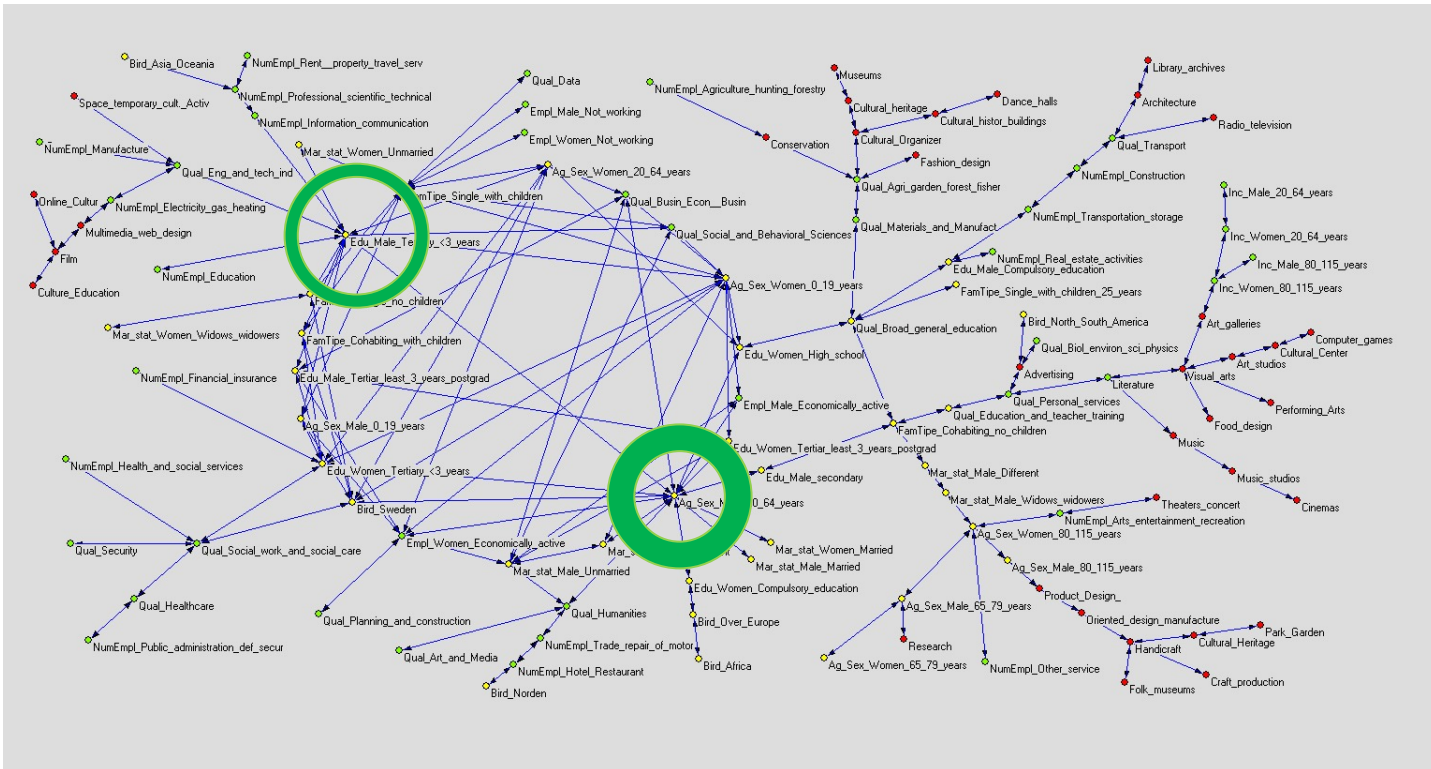 Bird_Asia_Oceania
NumEmpl_Rent__property_travel_serv
Space_temporary_cult._Activ
NumEmpl_Professional_scientific_technical
NumEmpl_Information_communication
NumEmpl_Manufacture
Mar_stat_Women_Unmarried
Qual_Eng_and_tech_ind
Online_Cultur
NumEmpl_Electricity_gas_heating
Multimedia_web_design
Film
Culture_Education
NumEmpl_Education
Qual_Data
Empl_Male_Not_working
Empl_Women_Not_working
Ag_Sex_Women_20_64_years
FamTipe_Single_with_children
Qual_Busin_Econ__Busin
Edu_Male_Tertiary_<3_years
Qual_Social_and_Behavioral_Sciences
Ag_Sex_Women_0_19_years
Mar_stat_Women_Widows_widowers
FamTipe_Cohabiting_with_children
NumEmpl_Financial_insurance
Edu_Male_Tertiar_least_3_years_postgrad
Edu_Women_High_school
Empl_Male_Economically_active
Ag_Sex_Male_0_19_years
Edu_Women_Tertiar_least_3_years_postgrad
NumEmpl_Health_and_social_services
Edu_Women_Tertiary_<3_years
Edu_Male_secondary
Bird_Sweden
Qual_Security
Qual_Social_work_and_social_care
Empl_Women_Economically_active
Mar_stat_Women_Married
Mar_stat_Male_Married
Mar_stat_Male_Unmarried
Edu_Women_Compulsory_education
Qual_Healthcare
Qual_Planning_and_construction
Qual_Humanities
Bird_Over_Europe
NumEmpl_Public_administration_def_secur
NumEmpl_Trade_repair_of_motor
Qual_Art_and_Media
NumEmpl_Hotel_Restaurant
Bird_Africa
Bird_Norden
NumEmpl_Agriculture_hunting_forestry
Museums
Cultural_heritage
Dance_halls
Cultural_histor_buildings
Conservation
Cultural_Organizer
Fashion_design
Qual_Agri_garden_forest_fisher
Qual_Materials_and_Manufact
Library_archives
Architecture
Radio_television
Qual_Transport
NumEmpl_Construction
NumEmpl_Transportation_storage
Inc_Male_20_64_years
Inc_Women_20_64_years
Inc_Male_80_115_years
Inc_Women_80_115_years
NumEmpl_Real_estate_activities
Edu_Male_Compulsory_education
FamTipe_Single_with_children_25_years
Qual_Broad_general_education
Bird_North_South_America
Art_galleries
Qual_Biol_environ_sci_physics
Computer_games
Cultural_Center
Art_studios
Advertising
Visual_arts
Literature
Qual_Personal_services
Performing_Arts
Qual_Education_and_teacher_training
Food_design
FamTipe_Cohabiting_no_children
Music
Mar_stat_Male_Different
Music_studios
Mar_stat_Male_Widows_widowers
Theaters_concert
Cinemas
NumEmpl_Arts_entertainment_recreation
Ag_Sex_Women_80_115_years
Ag_Sex_Male_80_115_years
Product_Design_
Ag_Sex_Male_65_79_years
Oriented_design_manufacture
Park_Garden
Cultural_Heritage
Research
Handicraft
Ag_Sex_Women_65_79_years
NumEmpl_Other_service
Craft_production
Folk_museums